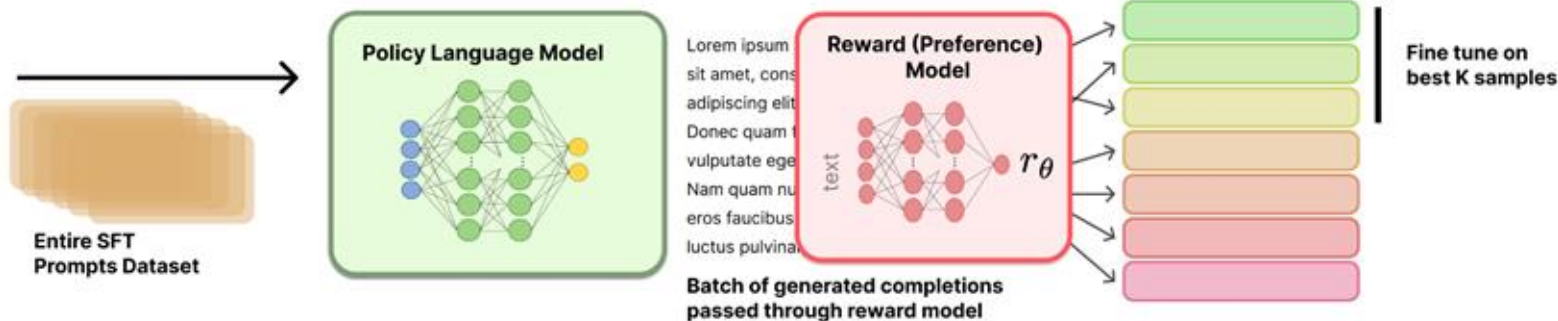 Entire SFT
Prompts Dataset
Policy Language Model
Lorem ipsum
sit amet, cons
adipiscing elit
Donec quam
vulputate ege
Nam quam nu
eros faucibus
luctus pulvina
Batch of generated completions
passed through reward model
Reward (Preference)
Model
text
rθ
Fine tune on
best K samples